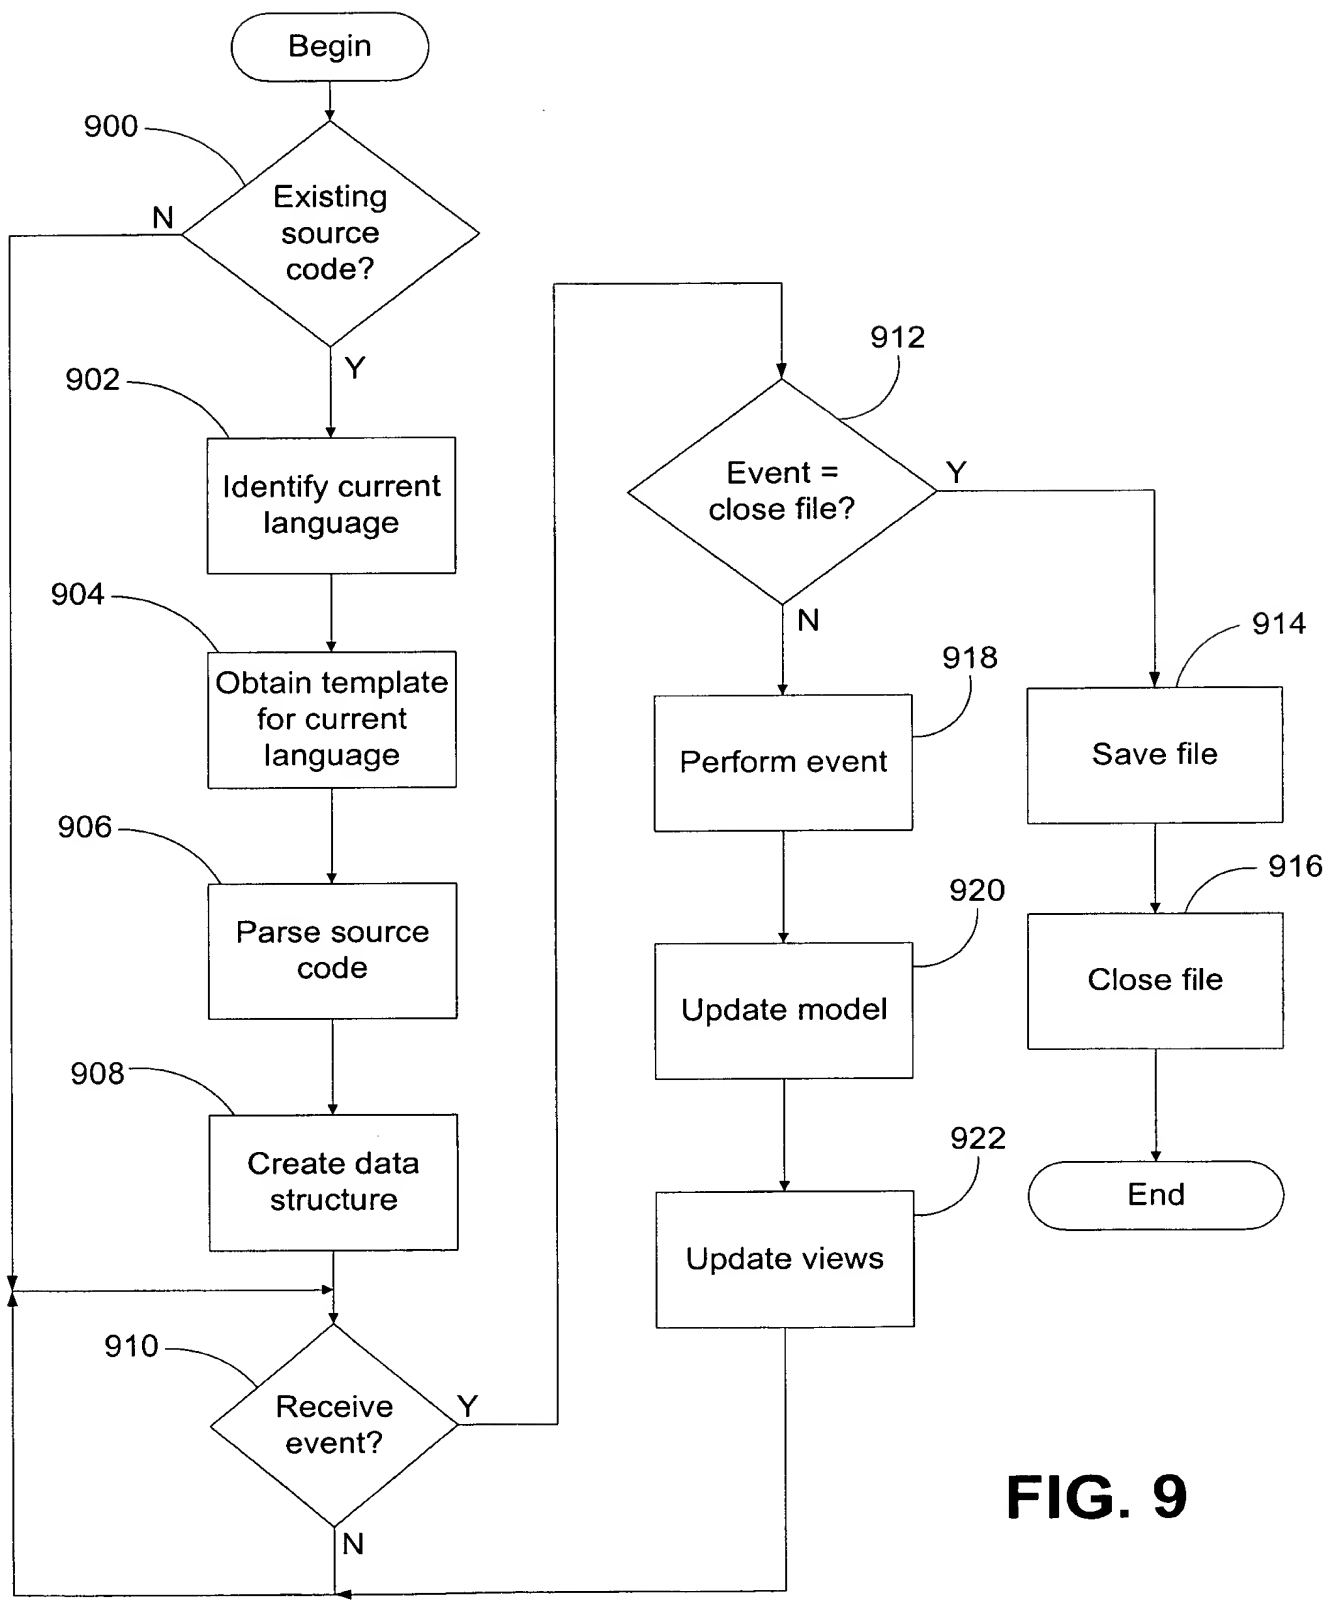 Begin
900
Existing
source
code?
N
Y
902
Identify current
language
904
Obtain template
for current
language
906
Parse source
code
908
Create data
structure
910
Receive
event?
Y
N
912
Event =
close file?
Y
N
914
Save file
916
Close file
End
918
Perform event
920
Update model
922
Update views
FIG. 9